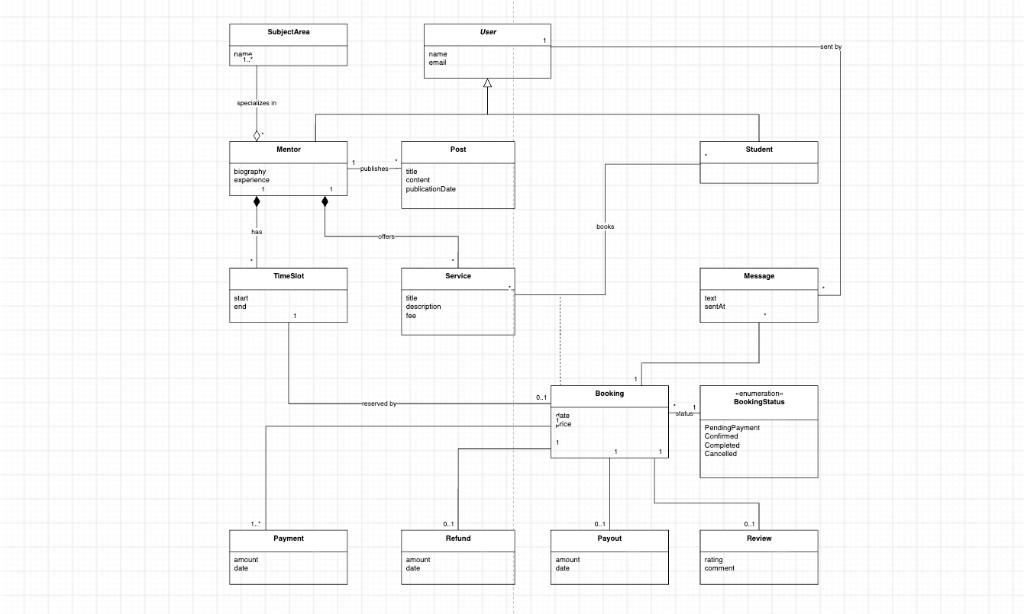 SubjectArea
name
1..*
specializes in
*
User
1
name
email
sent by
Mentor
biography
experience
1
1
1
publishes
*
Post
title
content
publicationDate
Student
*
has
*
offers
*
books
TimeSlot
start
end
1
Service
*
title
description
fee
Message
text
sentAt
*
*
1
reserved by
0..1
Booking
date
price
1
1
1
1
*
status
1
«enumeration»
BookingStatus
PendingPayment
Confirmed
Completed
Cancelled
1..*
0..1
0..1
0..1
Payment
amount
date
Refund
amount
date
Payout
amount
date
Review
rating
comment